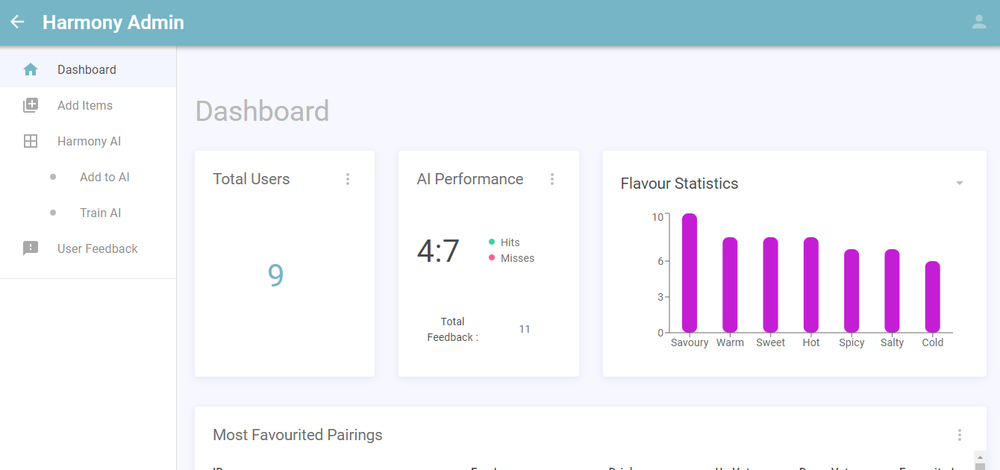 Harmony Admin
Dashboard
Add Items
Harmony AI
Add to AI
Train AI
User Feedback
Dashboard
Total Users
9
AI Performance
4:7
Hits
Misses
Total
Feedback :
11
Flavour Statistics
10
6
3
0
Savoury Warm Sweet Hot Spicy Salty Cold
Most Favourited Pairings